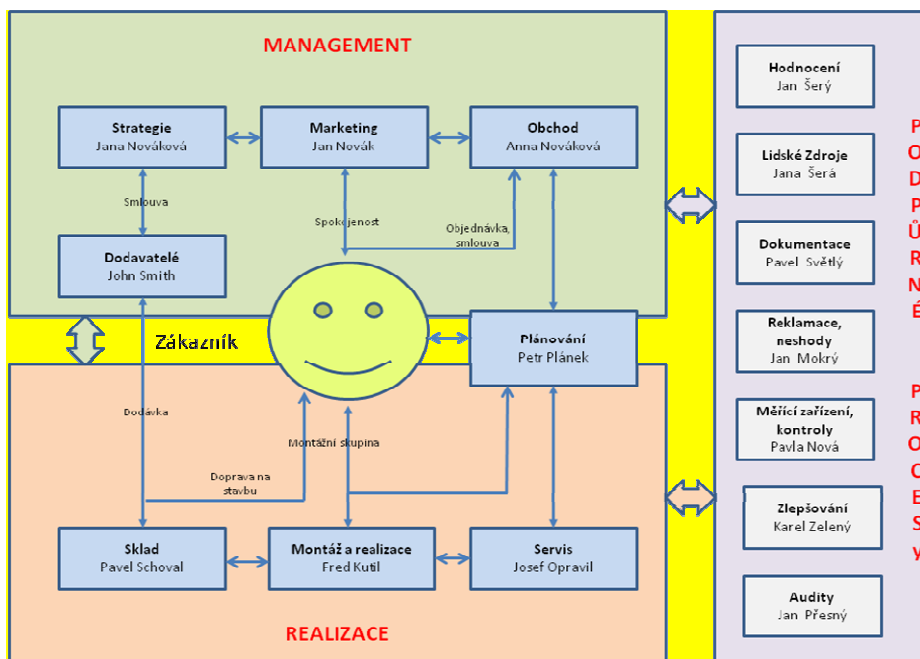 MANAGEMENT
Strategie
Jana Nováková
Marketing
Jan Novák
Obchod
Anna Nováková
Smlouva
Spokojenost
Objednávka,
smlouva
Dodavatelé
John Smith
Zákazník
Plánování
Petr Plánek
Dodávka
Montážní skupina
Doprava na
stavbu
Sklad
Pavel Schoval
Montáž a realizace
Fred Kutil
Servis
Josef Opravil
REALIZACE
Hodnocení
Jan Šerý
Lidské Zdroje
Jana Šerá
Dokumentace
Pavel Světlý
Reklamace,
neshody
Jan Mokrý
Měřící zařízení,
kontroly
Pavla Nová
Zlepšování
Karel Zelený
Audity
Jan Přesný
P
O
D
P
Ů
R
N
É
P
R
O
C
E
S
y